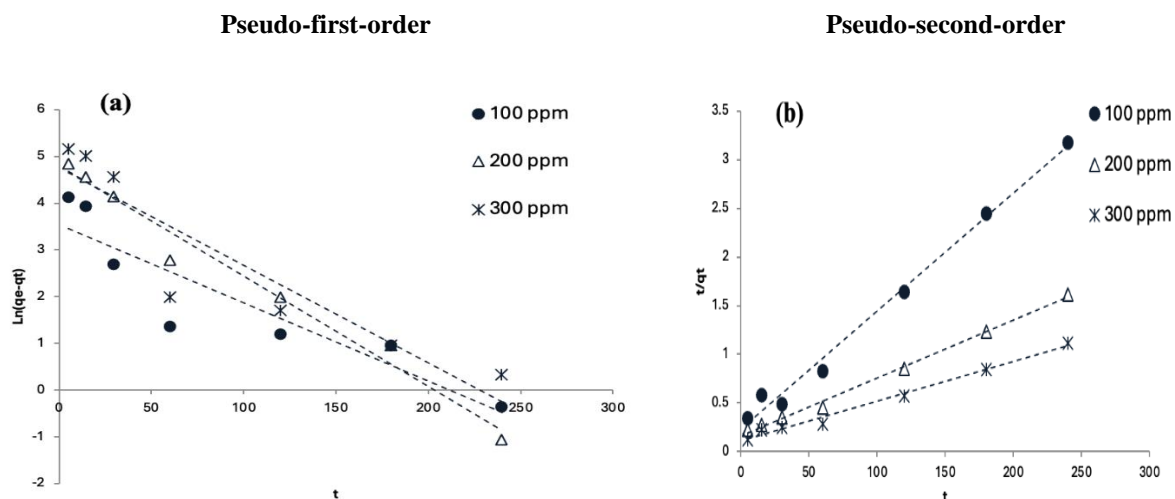 Pseudo-first-order
Pseudo-second-order
(a)
100 ppm
200 ppm
300 ppm
6
5
4
3
2
1
0
-1
-2
0
50
100
150
200
250
300
Ln(qe-qt)
t
(b)
100 ppm
200 ppm
300 ppm
3.5
3
2.5
2
1.5
1
0.5
0
0
50
100
150
200
250
300
t/qt
t